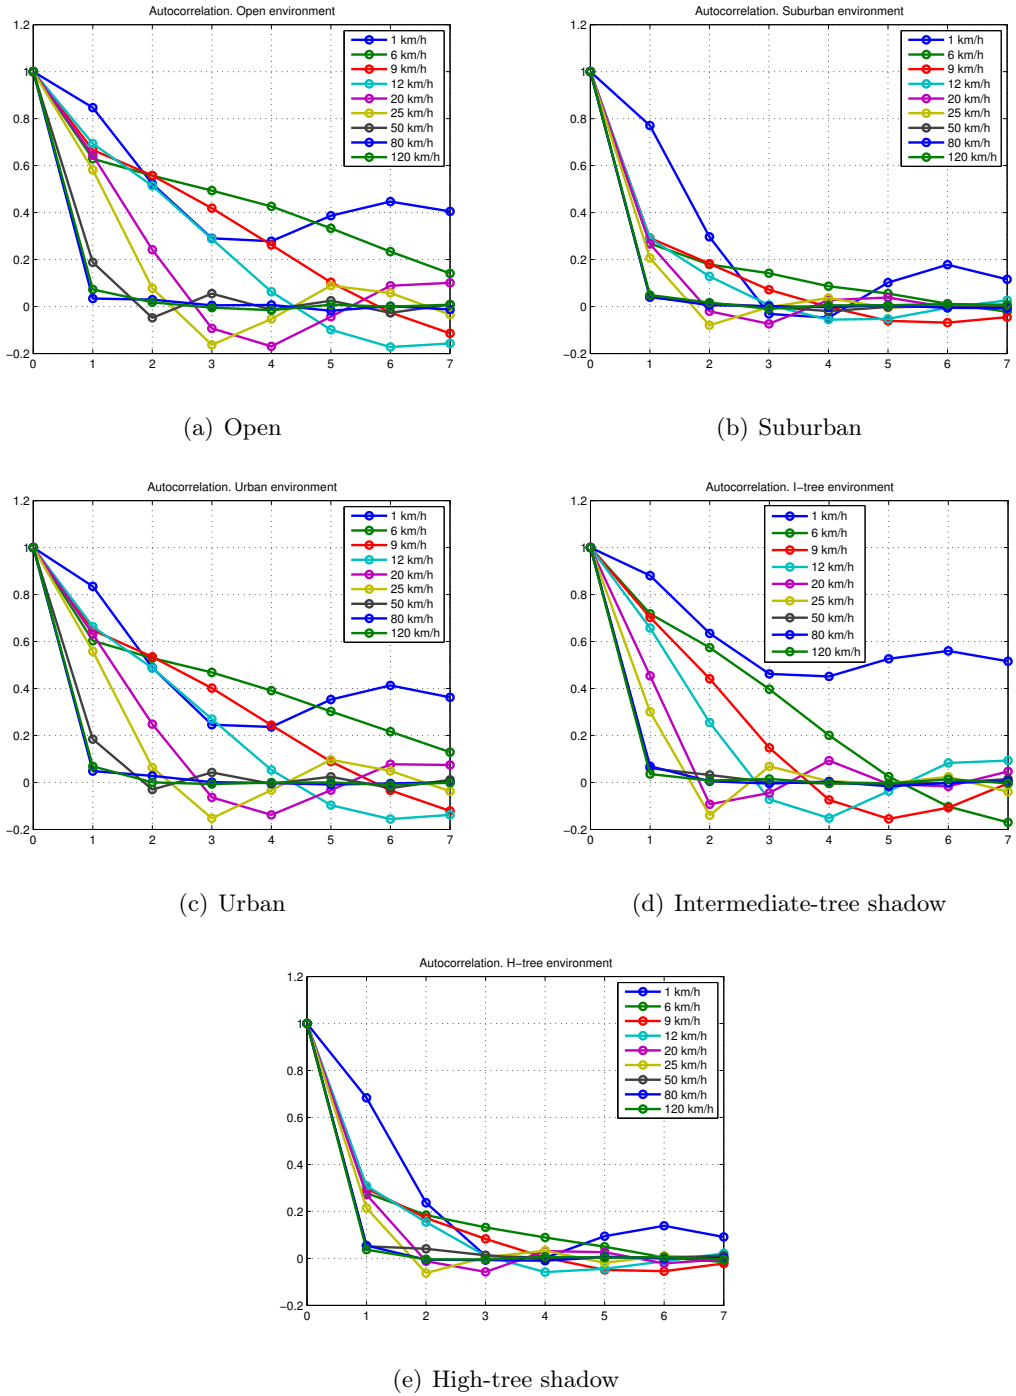 Autocorrelation. Open environment
1.2
1
0.8
0.6
0.4
0.2
0
−0.2
0 1 2 3 4 5 6 7
1 km/h
6 km/h
9 km/h
12 km/h
20 km/h
25 km/h
50 km/h
80 km/h
120 km/h
(a) Open
Autocorrelation. Suburban environment
1.2
1
0.8
0.6
0.4
0.2
0
−0.2
0 1 2 3 4 5 6 7
1 km/h
6 km/h
9 km/h
12 km/h
20 km/h
25 km/h
50 km/h
80 km/h
120 km/h
(b) Suburban
Autocorrelation. Urban environment
1.2
1
0.8
0.6
0.4
0.2
0
−0.2
0 1 2 3 4 5 6 7
1 km/h
6 km/h
9 km/h
12 km/h
20 km/h
25 km/h
50 km/h
80 km/h
120 km/h
(c) Urban
Autocorrelation. I−tree environment
1.2
1
0.8
0.6
0.4
0.2
0
−0.2
0 1 2 3 4 5 6 7
1 km/h
6 km/h
9 km/h
12 km/h
20 km/h
25 km/h
50 km/h
80 km/h
120 km/h
(d) Intermediate-tree shadow
Autocorrelation. H−tree environment
1.2
1
0.8
0.6
0.4
0.2
0
−0.2
0 1 2 3 4 5 6 7
1 km/h
6 km/h
9 km/h
12 km/h
20 km/h
25 km/h
50 km/h
80 km/h
120 km/h
(e) High-tree shadow